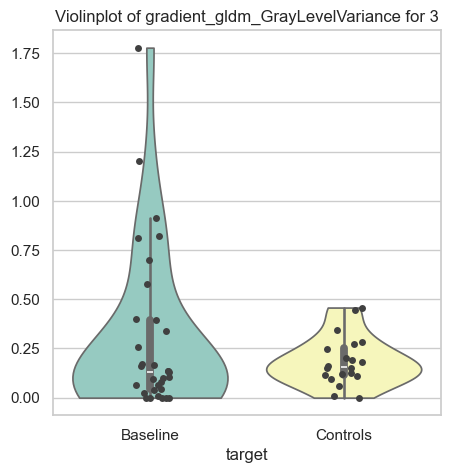 Violinplot of gradient_gldm_GrayLevelVariance for 3
1.75
1.50
1.25
1.00
0.75
0.50
0.25
0.00
Baseline
Controls
target